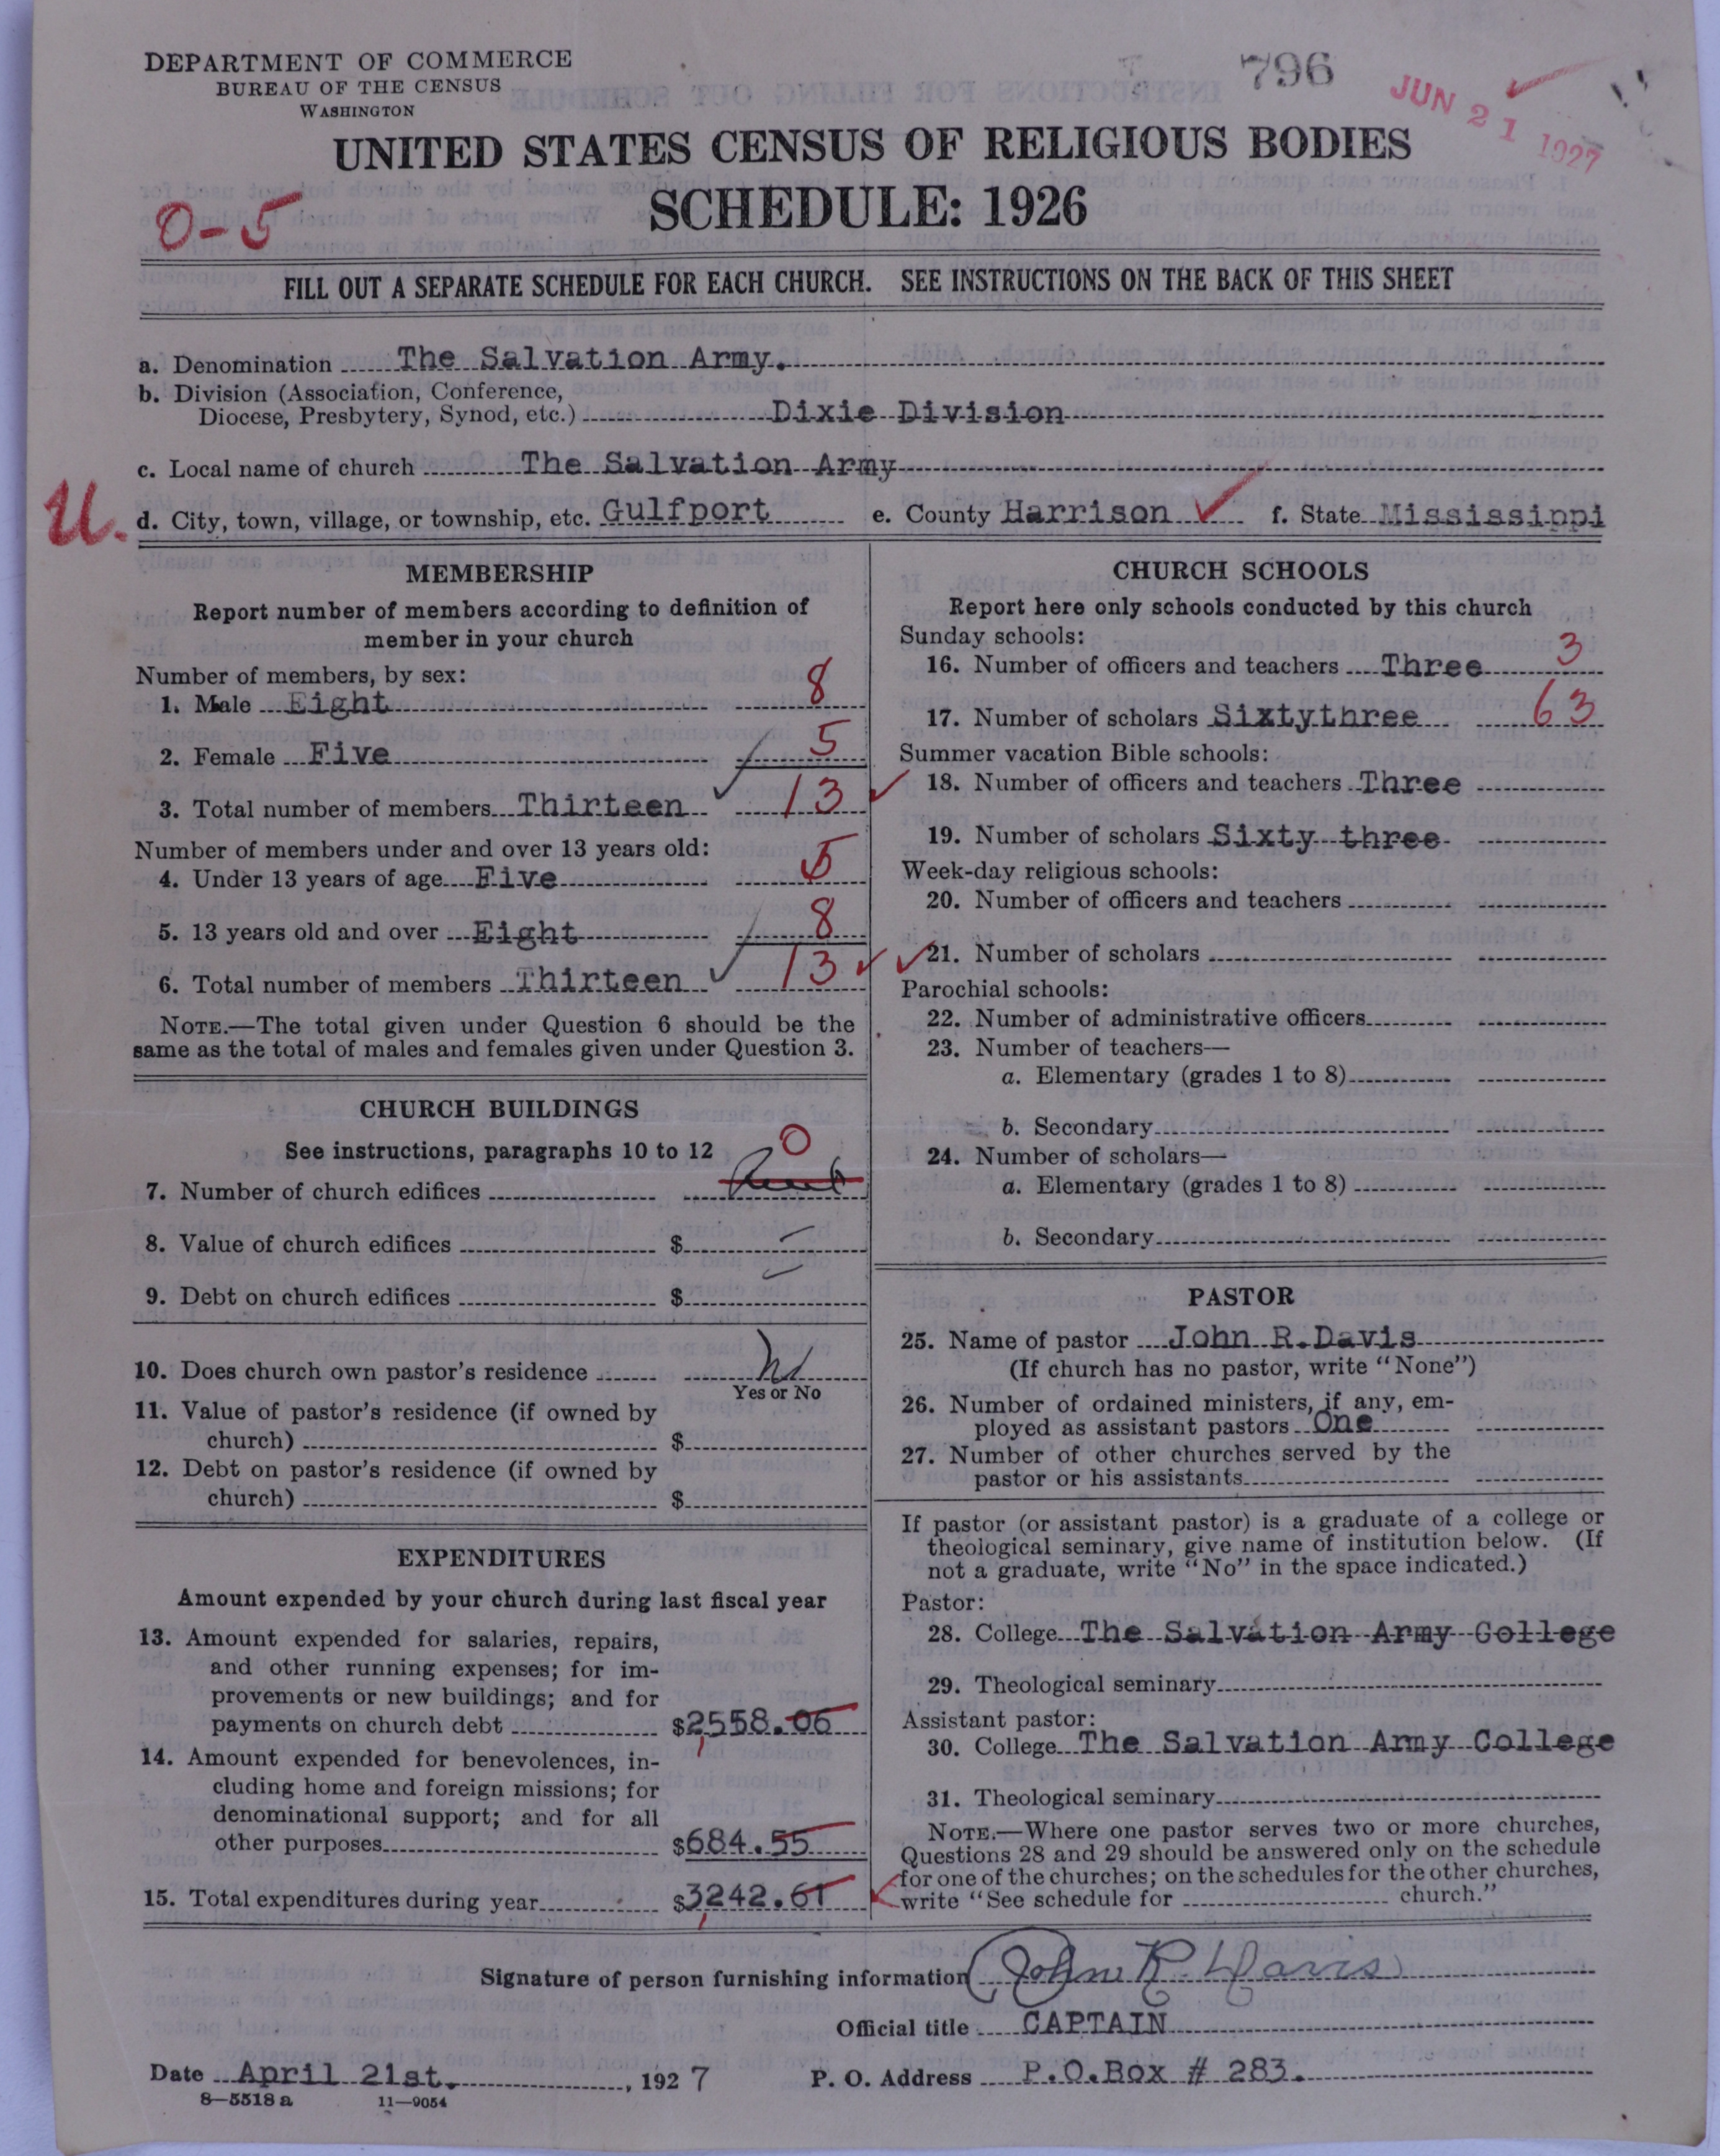 DEPARTMENT OF COMMERCE
BUREAU OF THE CENSUS
WASHINGTON
796
JUN 21 1927
UNITED STATES CENSUS OF RELIGIOUS BODIES
SCHEDULE: 1926
0-5
FILL OUT A SEPARATE SCHEDULE FOR EACH CHURCH. SEE INSTRUCTIONS ON THE BACK OF THIS SHEET
a. Denomination The Salvation Army.
b. Division (Association, Conference,
Diocese, Presbytery, Synod, etc.) Dixie Division
c. Local name of church The Salvation Army
U. d. City, town, village, or township, etc. Gulfport e. County Harrison f. State Mississippi
MEMBERSHIP
Report number of members according to definition of
member in your church
Number of members, by sex:
1. Male Eight 8
2. Female Five 5
3. Total number of members Thirteen 13
Number of members under and over 13 years old:
4. Under 13 years of age Five 5
5. 13 years old and over Eight 8
6. Total number of members Thirteen 13
NOTE.—The total given under Question 6 should be the
same as the total of males and females given under Question 3.
CHURCH BUILDINGS
See instructions, paragraphs 10 to 12 0
7. Number of church edifices Rent
8. Value of church edifices $
9. Debt on church edifices $
10. Does church own pastor's residence No
Yes or No
11. Value of pastor's residence (if owned by
church) $
12. Debt on pastor's residence (if owned by
church) $
EXPENDITURES
Amount expended by your church during last fiscal year
13. Amount expended for salaries, repairs,
and other running expenses; for im-
provements or new buildings; and for
payments on church debt $2558.06
14. Amount expended for benevolences, in-
cluding home and foreign missions; for
denominational support; and for all
other purposes $684.55
15. Total expenditures during year $3242.61
CHURCH SCHOOLS
Report here only schools conducted by this church
Sunday schools:
16. Number of officers and teachers Three 3
17. Number of scholars Sixtythree 63
Summer vacation Bible schools:
18. Number of officers and teachers Three
19. Number of scholars Sixty three
Week-day religious schools:
20. Number of officers and teachers
21. Number of scholars
Parochial schools:
22. Number of administrative officers
23. Number of teachers—
a. Elementary (grades 1 to 8)
b. Secondary
24. Number of scholars—
a. Elementary (grades 1 to 8)
b. Secondary
PASTOR
25. Name of pastor John R.Davis
(If church has no pastor, write "None")
26. Number of ordained ministers, if any, em-
ployed as assistant pastors One
27. Number of other churches served by the
pastor or his assistants
If pastor (or assistant pastor) is a graduate of a college or
theological seminary, give name of institution below. (If
not a graduate, write "No" in the space indicated.)
Pastor:
28. College The Salvation Army College
29. Theological seminary
Assistant pastor:
30. College The Salvation Army College
31. Theological seminary
NOTE.—Where one pastor serves two or more churches,
Questions 28 and 29 should be answered only on the schedule
for one of the churches; on the schedules for the other churches,
write "See schedule for church."
Signature of person furnishing information John R. Davis
Official title CAPTAIN
Date April 21st. , 1927 P. O. Address P.O.Box # 283.
8—5518 a 11—9054